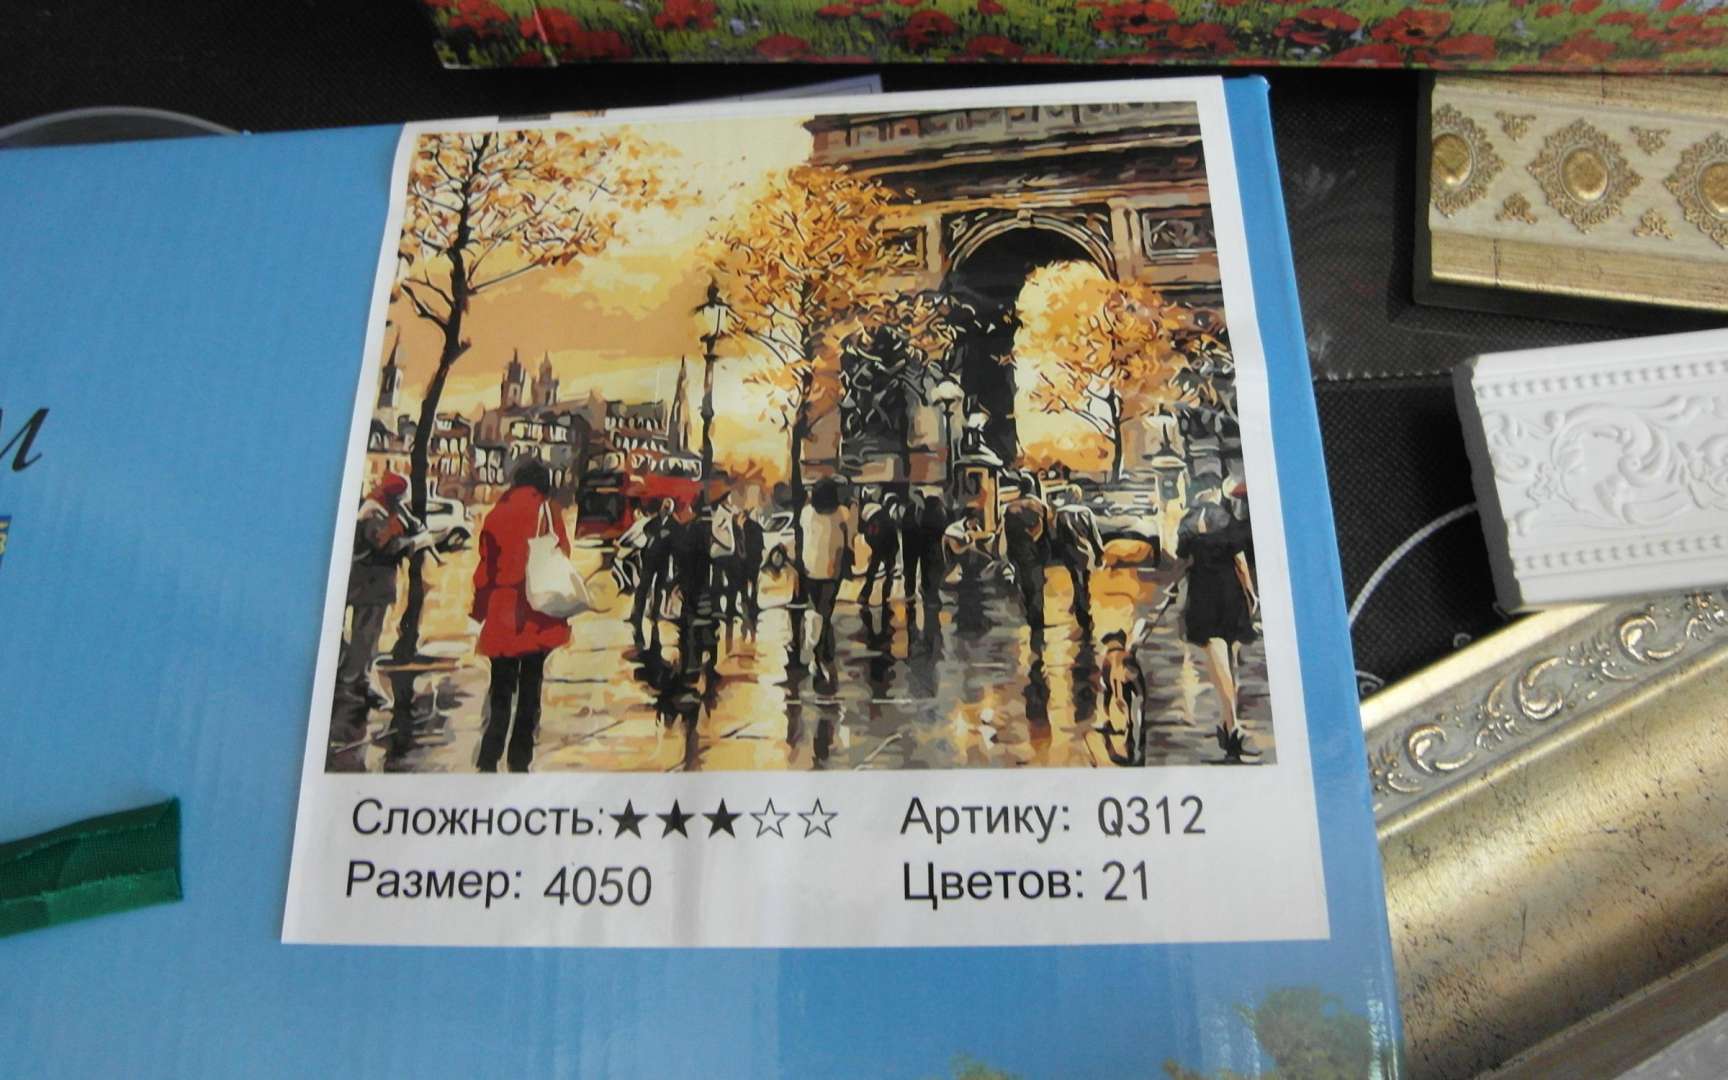 Сложность:★★★☆☆ Артику: Q312
Размер: 4050 Цветов: 21